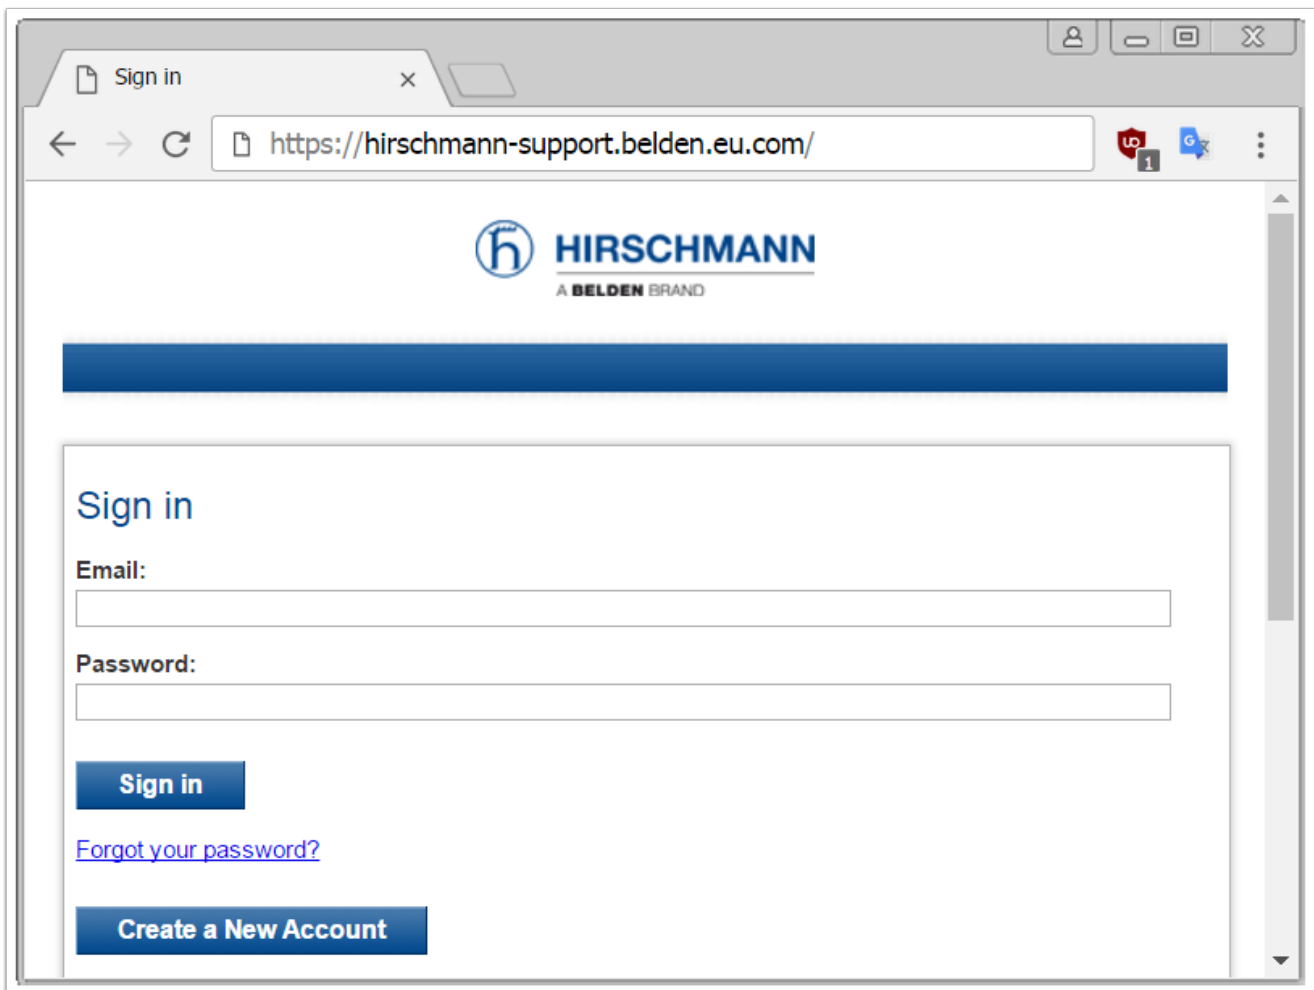 Sign in
https://hirschmann-support.belden.eu.com/
1
HIRSCHMANN
A BELDEN BRAND
Sign in
Email:
Password:
Sign in
Forgot your password?
Create a New Account